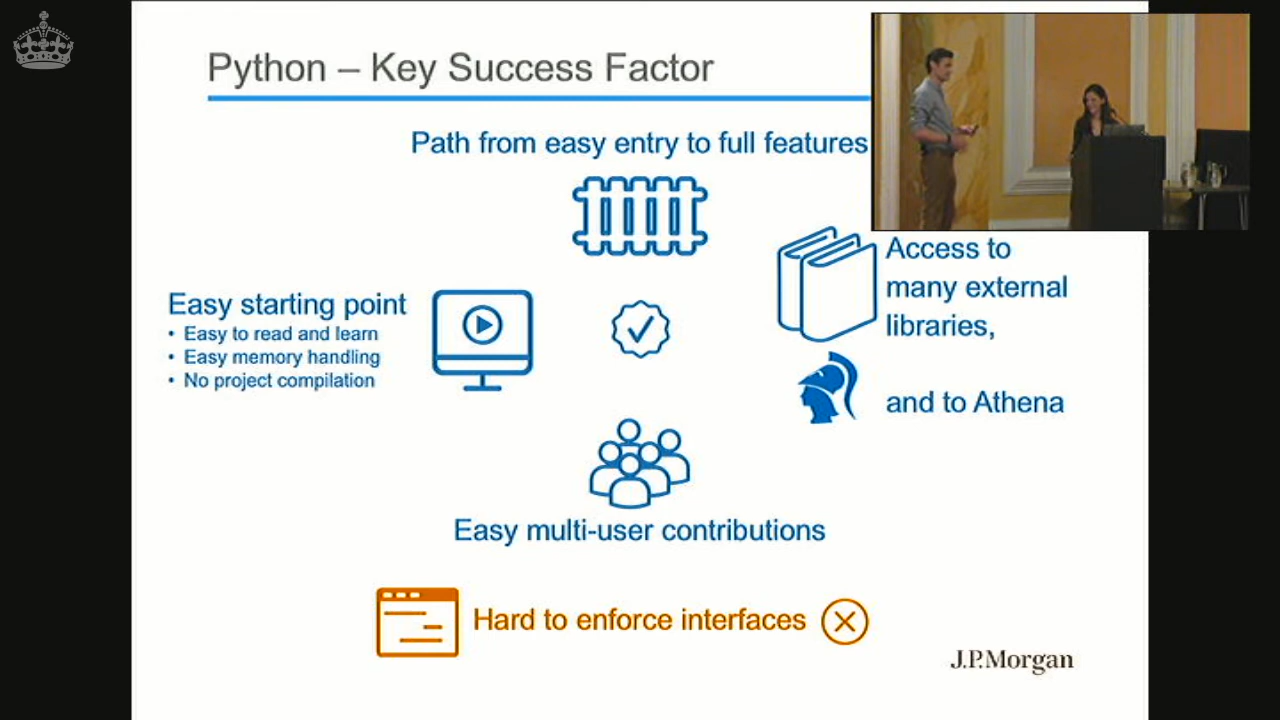 Python – Key Success Factor
Path from easy entry to full features
Easy starting point
• Easy to read and learn
• Easy memory handling
• No project compilation
Access to
many external
libraries,
and to Athena
Easy multi-user contributions
Hard to enforce interfaces
J.P.Morgan